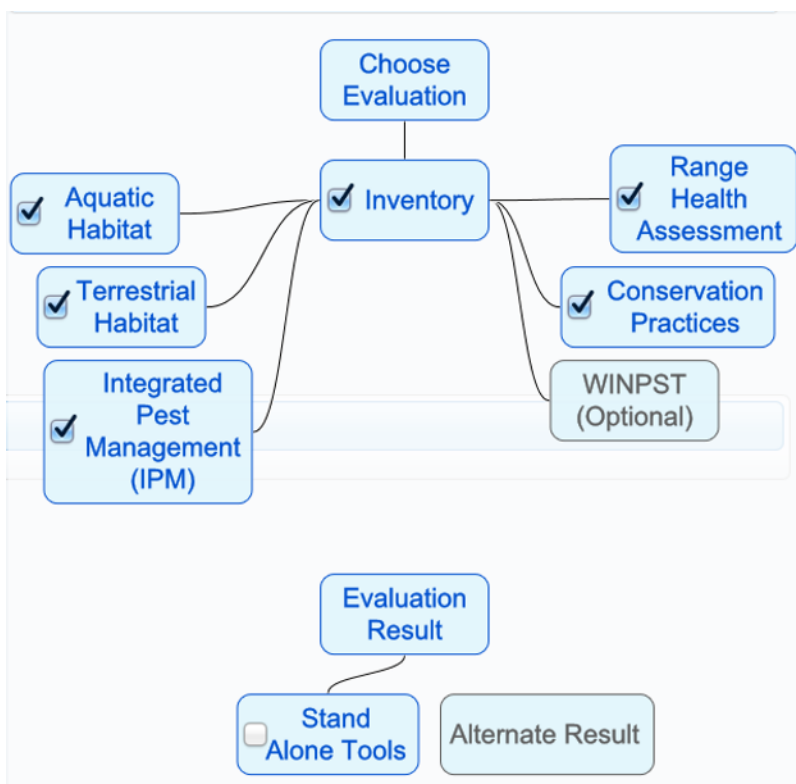 Choose
Evaluation
Inventory
Aquatic
Habitat
Terrestrial
Habitat
Integrated
Pest
Management
(IPM)
Range
Health
Assessment
Conservation
Practices
WINPST
(Optional)
Evaluation
Result
Stand
Alone Tools
Alternate Result